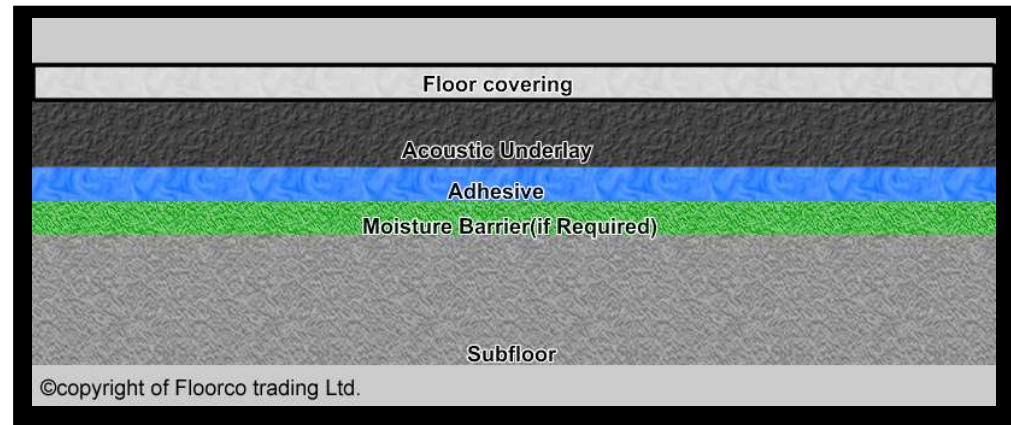 Floor covering
Acoustic Underlay
Adhesive
Moisture Barrier(if Required)
Subfloor
©copyright of Floorco trading Ltd.